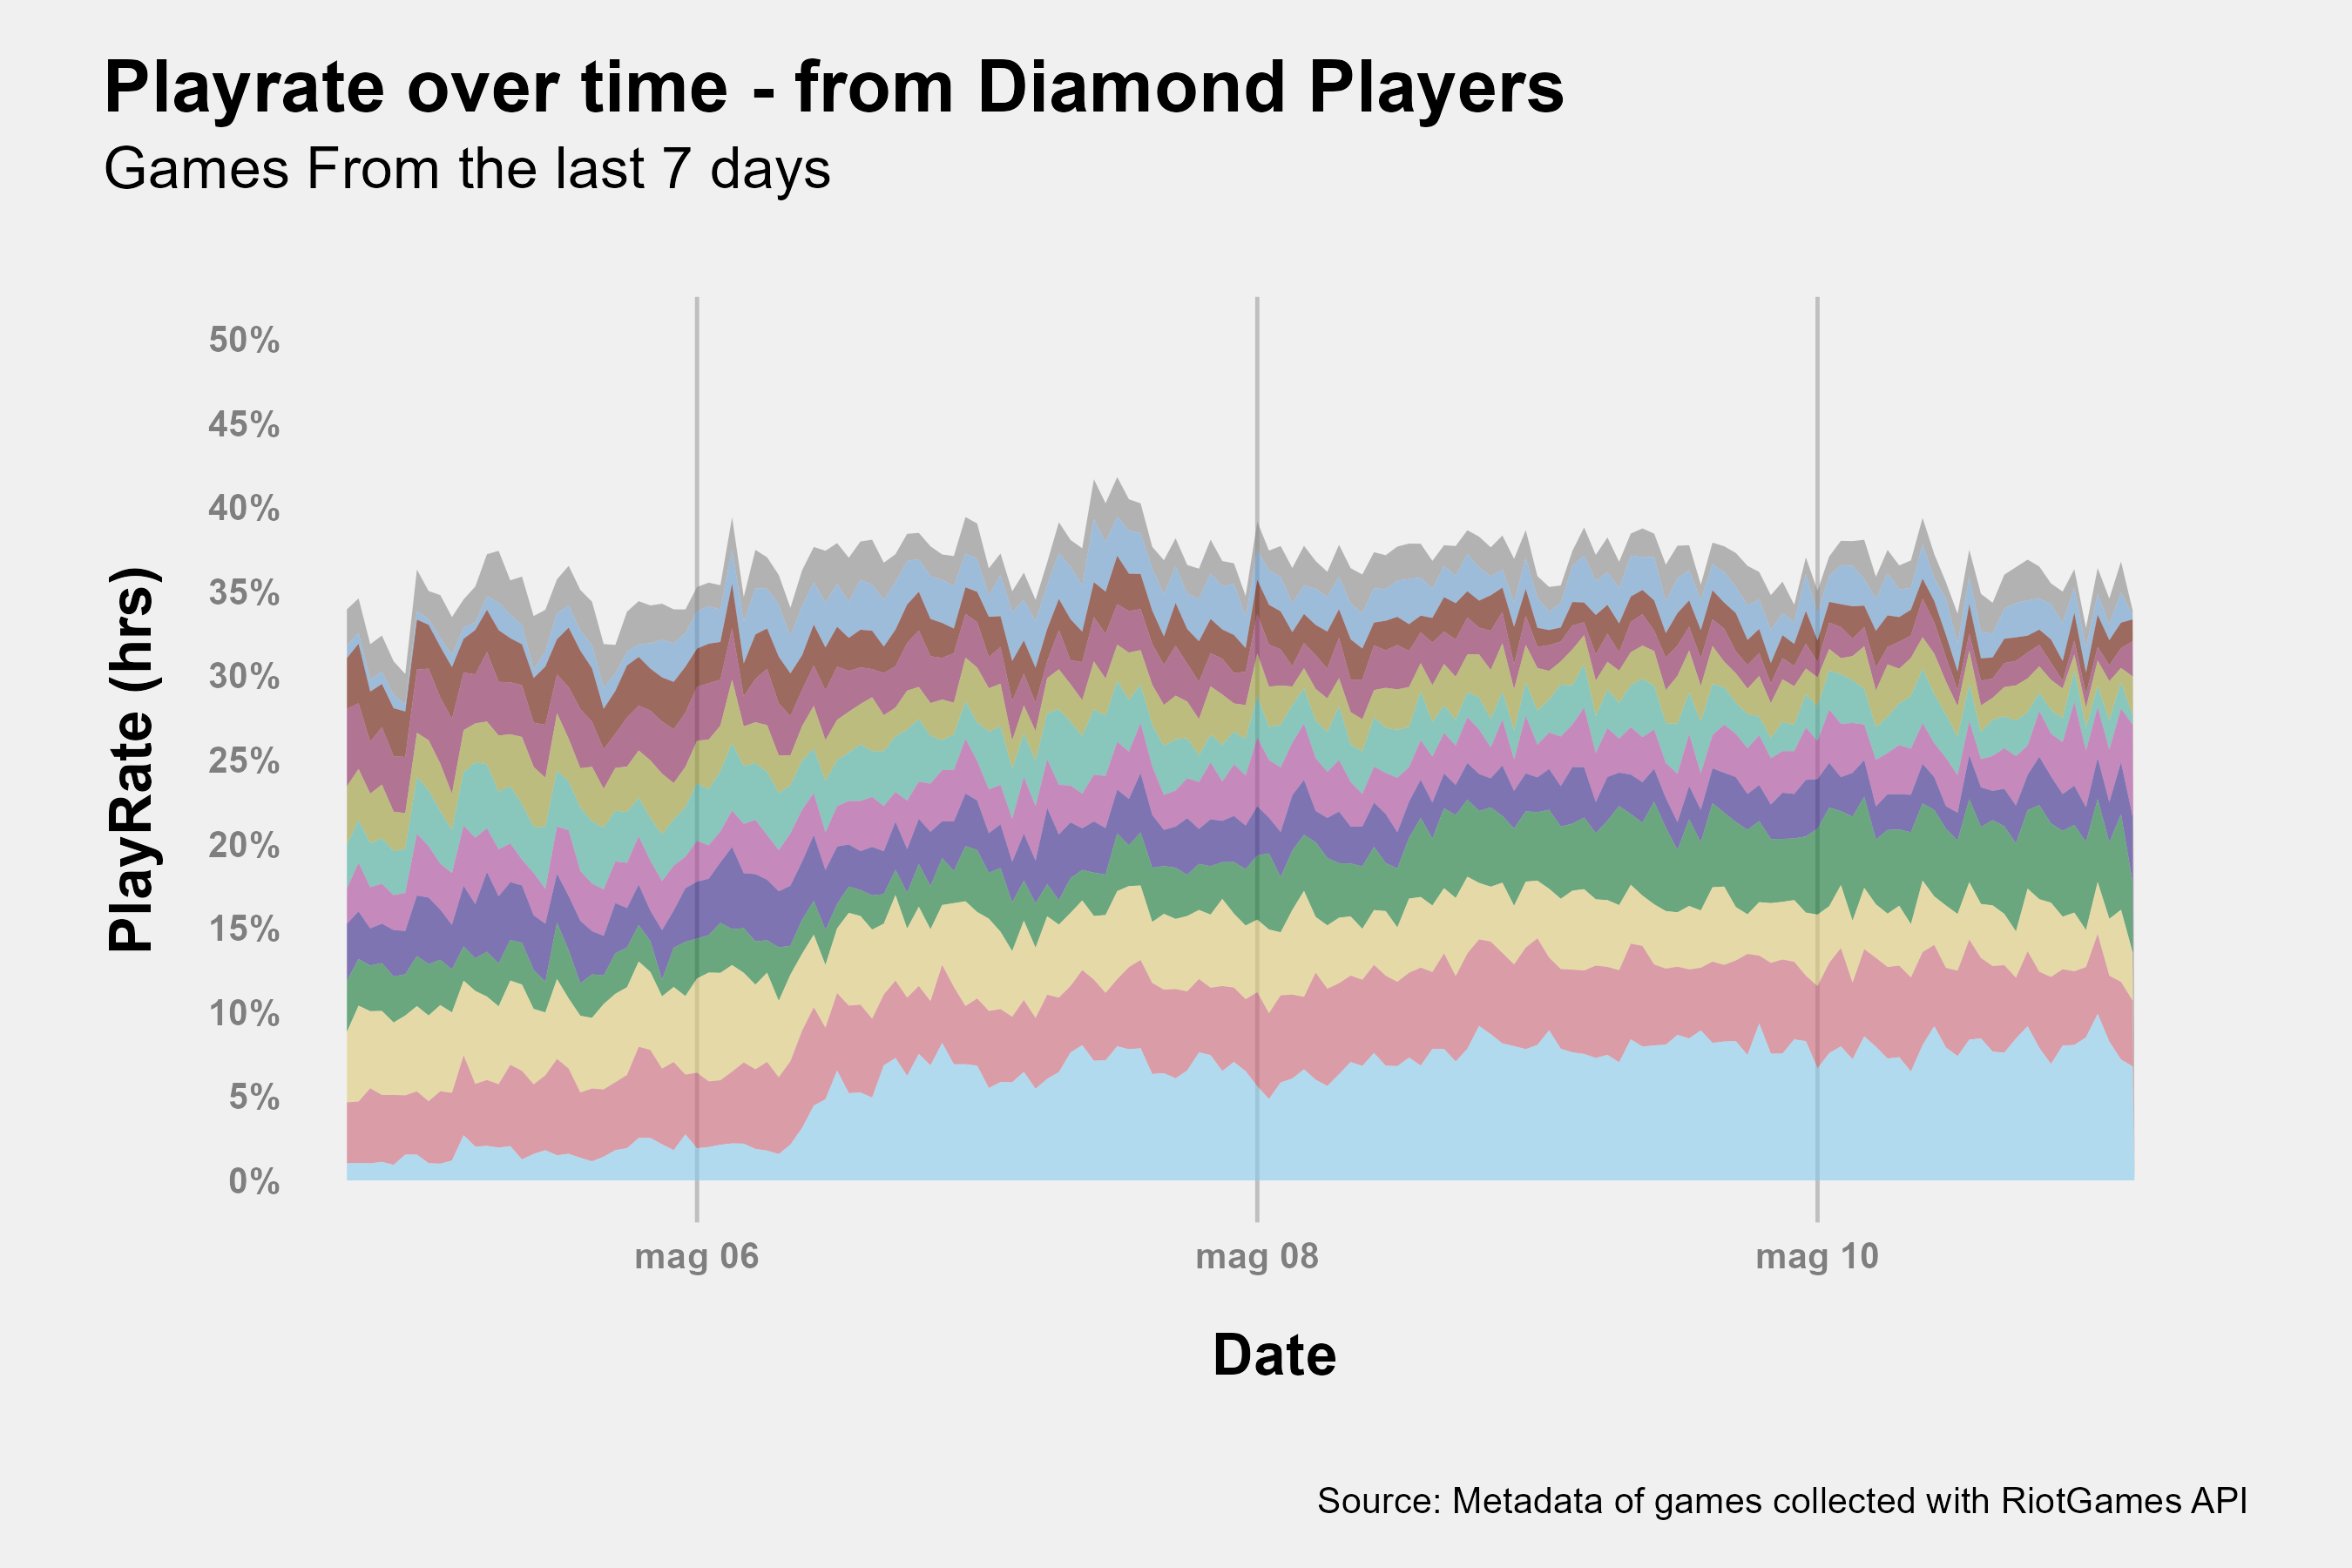 Playrate over time - from Diamond Players
Games From the last 7 days
50%
45%
40%
35%
30%
25%
20%
15%
10%
5%
0%
PlayRate (hrs)
mag 06
mag 08
mag 10
Date
Source: Metadata of games collected with RiotGames API